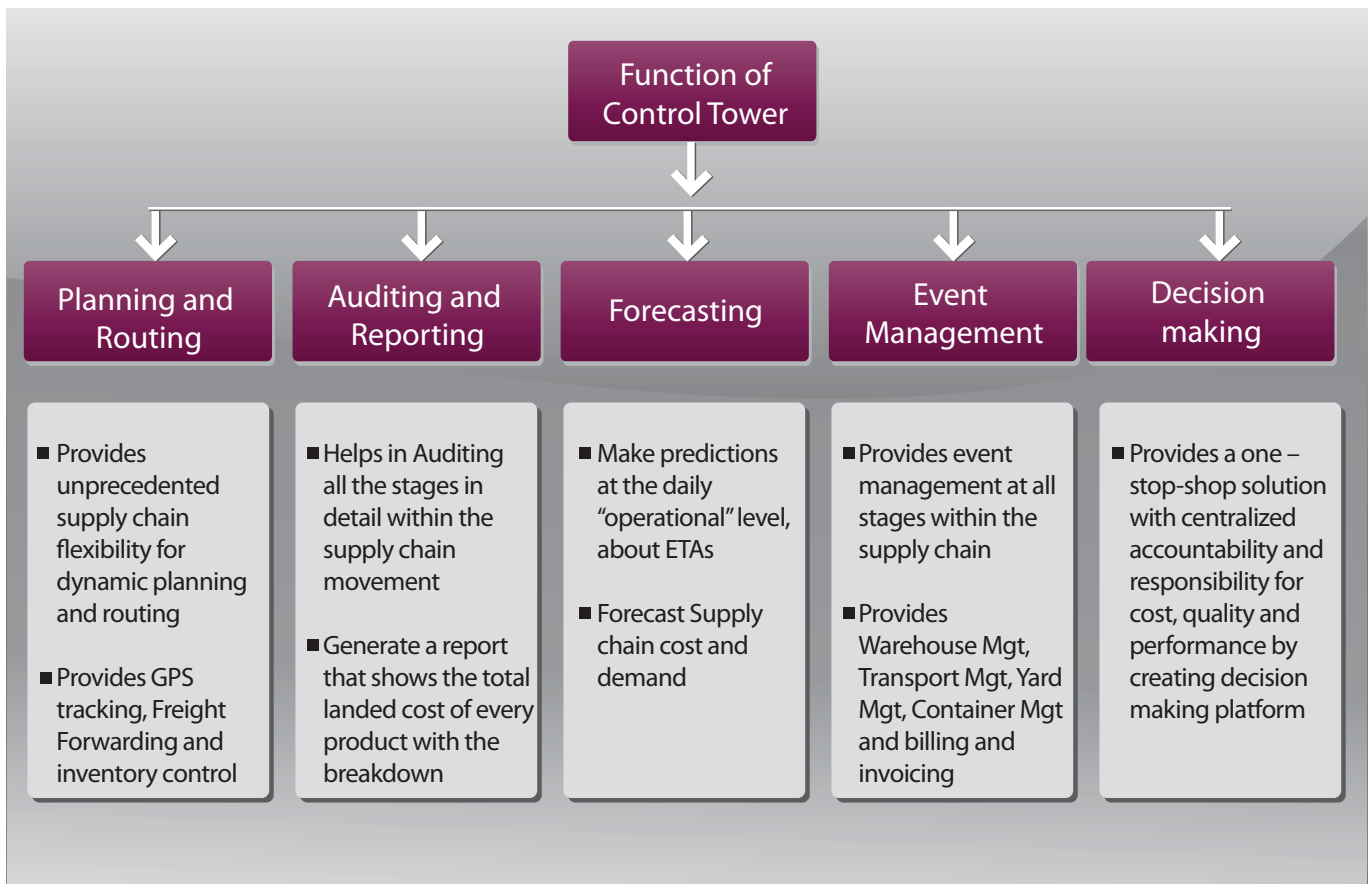 Function of
Control Tower
Planning and
Routing
Auditing and
Reporting
Forecasting
Event
Management
Decision
making
■ Provides
unprecedented
supply chain
flexibility for
dynamic planning
and routing
■ Provides GPS
tracking, Freight
Forwarding and
inventory control
■ Helps in Auditing
all the stages in
detail within the
supply chain
movement
■ Generate a report
that shows the total
landed cost of every
product with the
breakdown
■ Make predictions
at the daily
“operational” level,
about ETAs
■ Forecast Supply
chain cost and
demand
■ Provides event
management at all
stages within the
supply chain
■ Provides
Warehouse Mgt,
Transport Mgt, Yard
Mgt, Container Mgt
and billing and
invoicing
■ Provides a one –
stop-shop solution
with centralized
accountability and
responsibility for
cost, quality and
performance by
creating decision
making platform